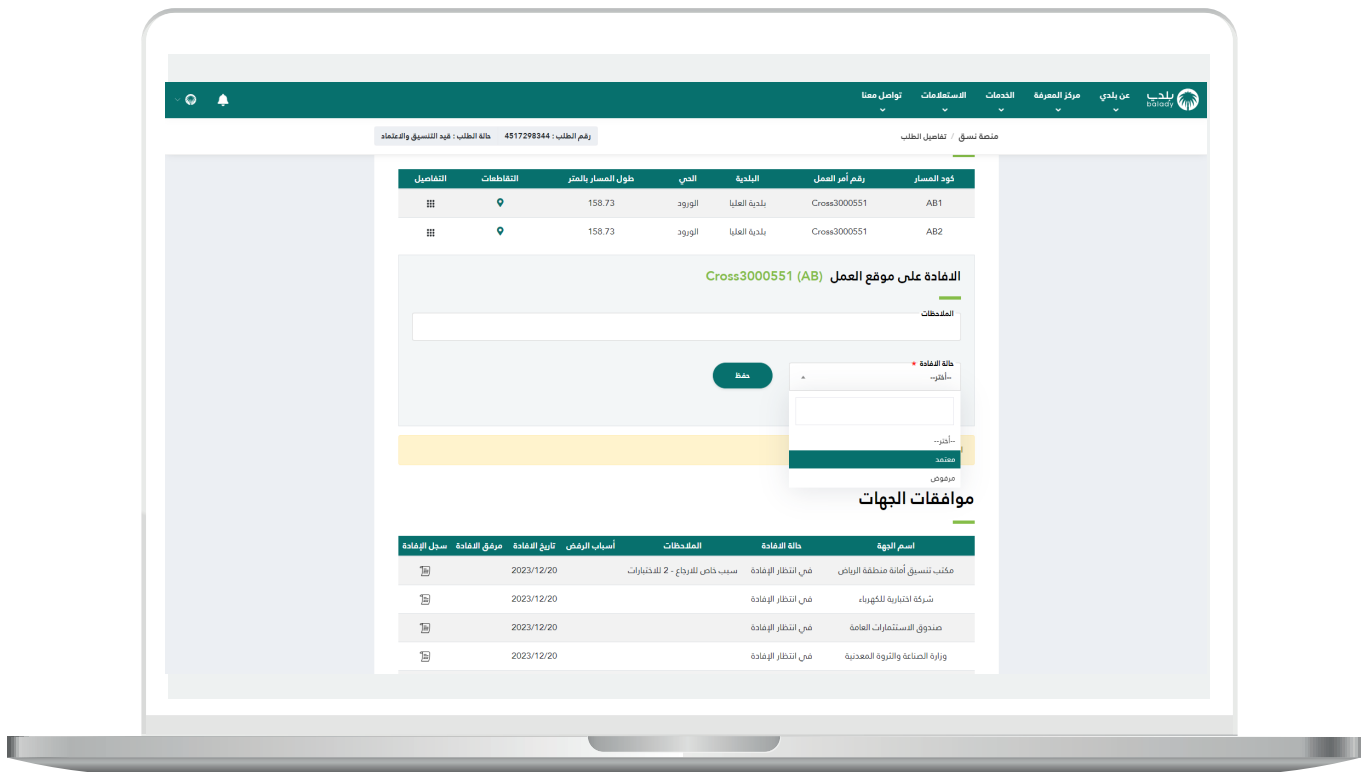 بلدي
balady
عن بلدي
مركز المعرفة
الخدمات
الاستعلامات
تواصل معنا
منصة نسق / تفاصيل الطلب
رقم الطلب : 4517298344 حالة الطلب : قيد التنسيق والاعتماد
كود المسار رقم أمر العمل البلدية الحي طول المسار بالمتر التقاطعات التفاصيل
AB1 Cross3000551 بلدية العليا الورود 158.73
AB2 Cross3000551 بلدية العليا الورود 158.73
الافادة على موقع العمل Cross3000551 (AB)
الملاحظات
حالة الافادة *
--أختر--
حفظ
--أختر--
معتمد
مرفوض
موافقات الجهات
اسم الجهة حالة الافادة الملاحظات أسباب الرفض تاريخ الافادة مرفق الافادة سجل الإفادة
مكتب تنسيق أمانة منطقة الرياض في انتظار الإفادة سبب خاص للارجاع - 2 للاختبارات 2023/12/20
شركة اختبارية للكهرباء في انتظار الإفادة 2023/12/20
صندوق الاستثمارات العامة في انتظار الإفادة 2023/12/20
وزارة الصناعة والثروة المعدنية في انتظار الإفادة 2023/12/20